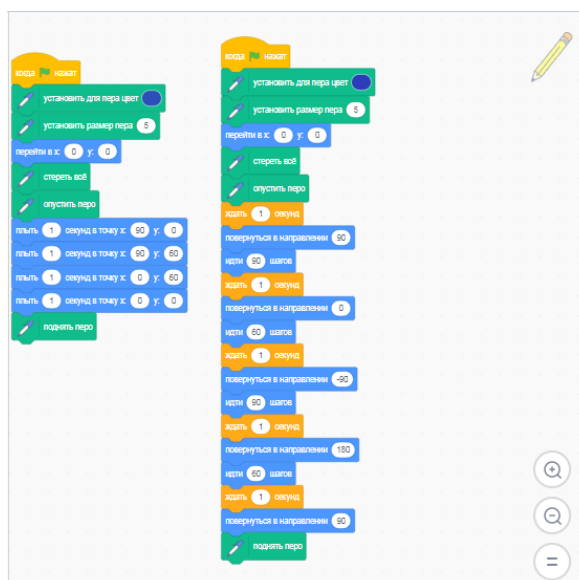 когда нажат
установить для пера цвет
установить размер пера 5
перейти в x: 0 y: 0
стереть всё
опустить перо
плыть 1 секунд в точку x: 90 y: 0
плыть 1 секунд в точку x: 90 y: 60
плыть 1 секунд в точку x: 0 y: 60
плыть 1 секунд в точку x: 0 y: 0
поднять перо
когда нажат
установить для пера цвет
установить размер пера 5
перейти в x: 0 y: 0
стереть всё
опустить перо
ждать 1 секунд
повернуться в направлении 90
идти 90 шагов
ждать 1 секунд
повернуться в направлении 0
идти 60 шагов
ждать 1 секунд
повернуться в направлении -90
идти 90 шагов
ждать 1 секунд
повернуться в направлении 180
идти 60 шагов
ждать 1 секунд
повернуться в направлении 90
поднять перо